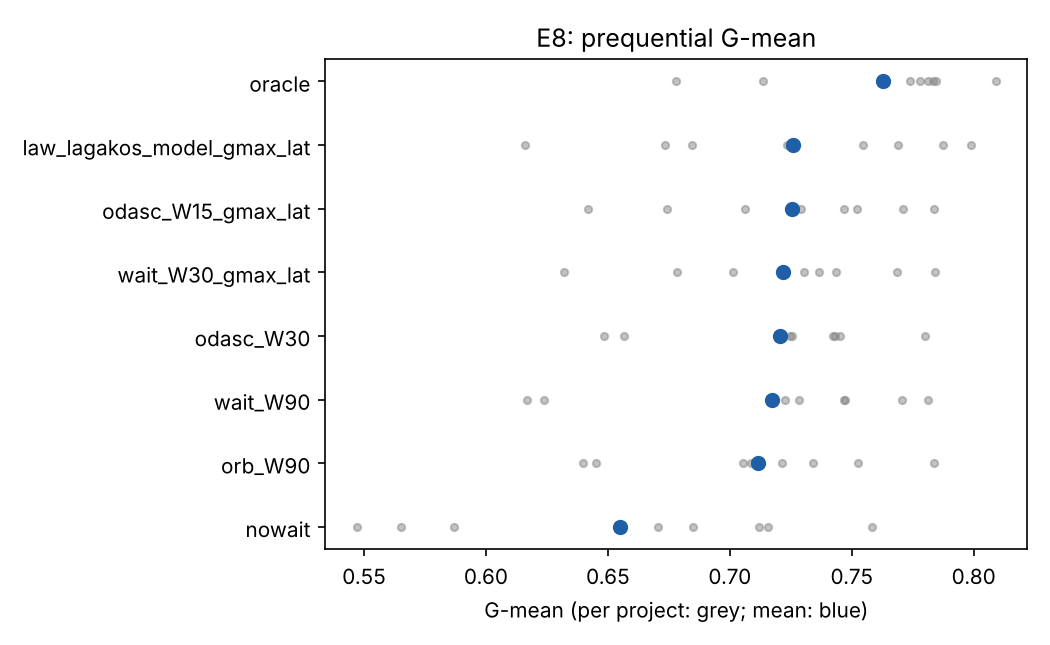 E8: prequential G-mean
oracle
law_lagakos_model_gmax_lat
odasc_W15_gmax_lat
wait_W30_gmax_lat
odasc_W30
wait_W90
orb_W90
nowait
0.55 0.60 0.65 0.70 0.75 0.80
G-mean (per project: grey; mean: blue)